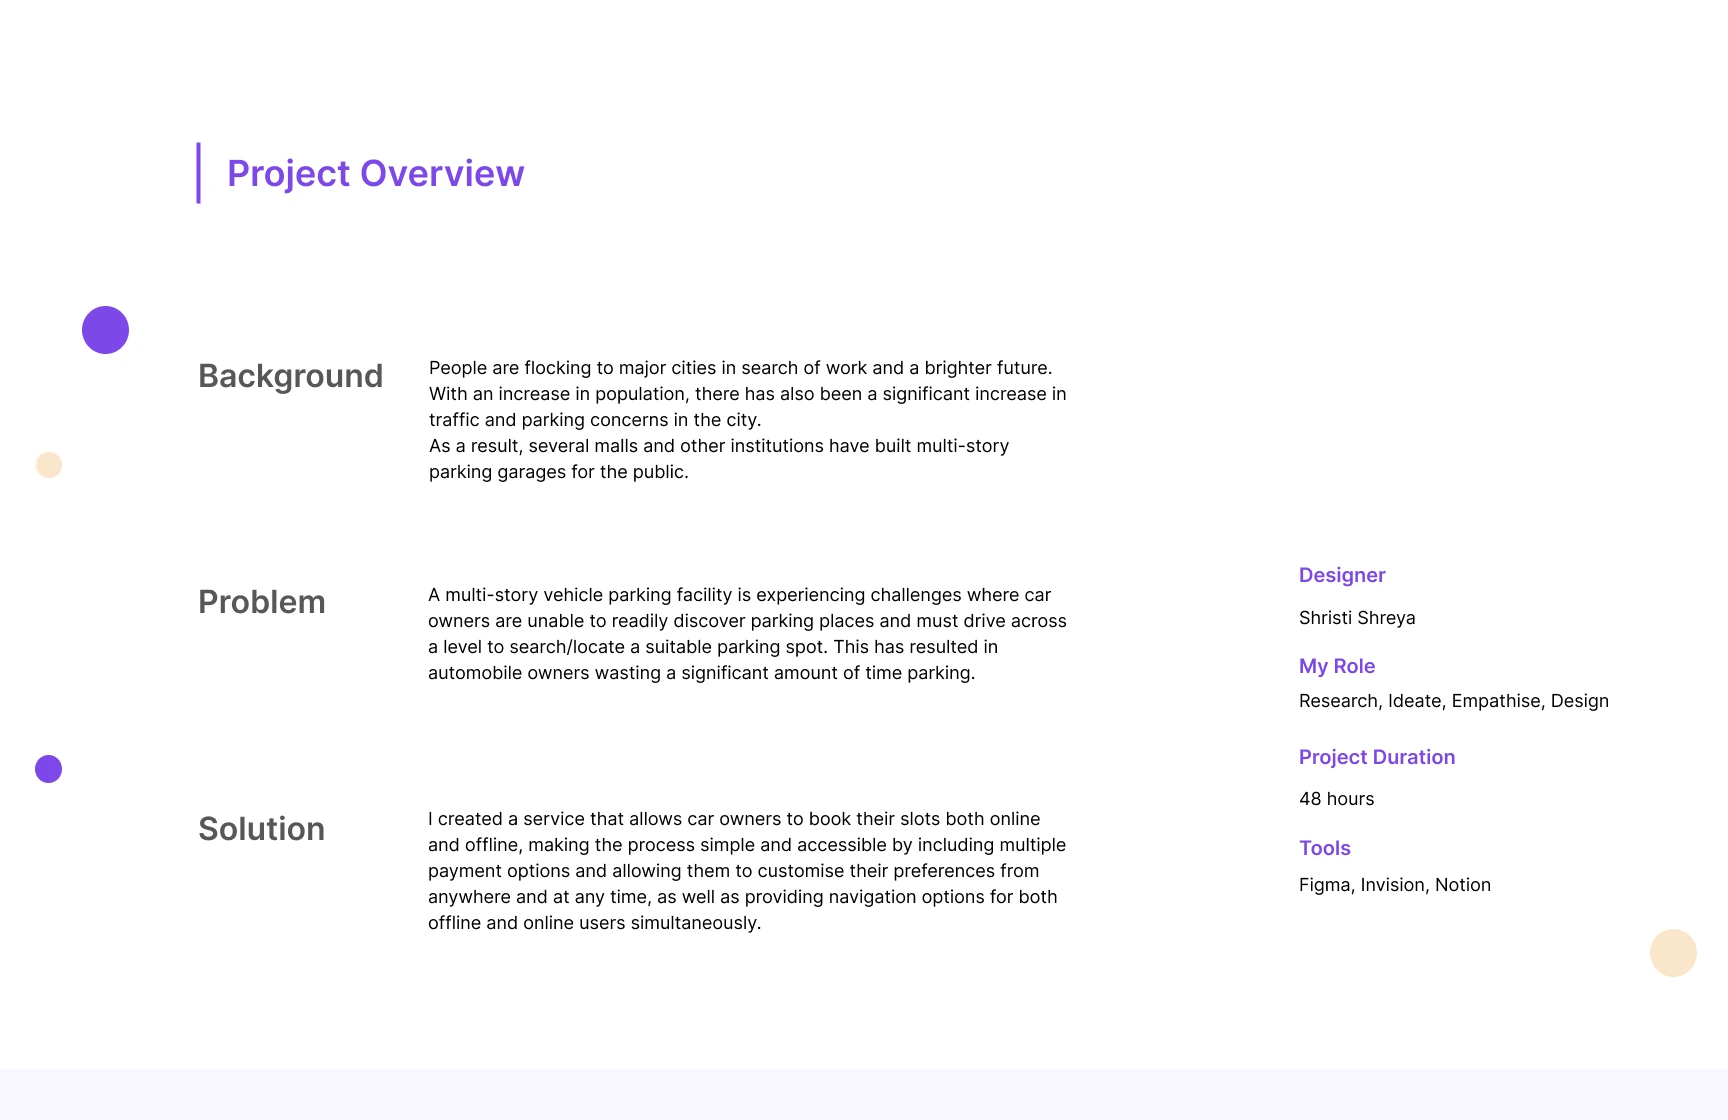 Project Overview
Background
People are flocking to major cities in search of work and a brighter future.
With an increase in population, there has also been a significant increase in
traffic and parking concerns in the city.
As a result, several malls and other institutions have built multi-story
parking garages for the public.
Problem
A multi-story vehicle parking facility is experiencing challenges where car
owners are unable to readily discover parking places and must drive across
a level to search/locate a suitable parking spot. This has resulted in
automobile owners wasting a significant amount of time parking.
Solution
I created a service that allows car owners to book their slots both online
and offline, making the process simple and accessible by including multiple
payment options and allowing them to customise their preferences from
anywhere and at any time, as well as providing navigation options for both
offline and online users simultaneously.
Designer
Shristi Shreya
My Role
Research, Ideate, Empathise, Design
Project Duration
48 hours
Tools
Figma, Invision, Notion